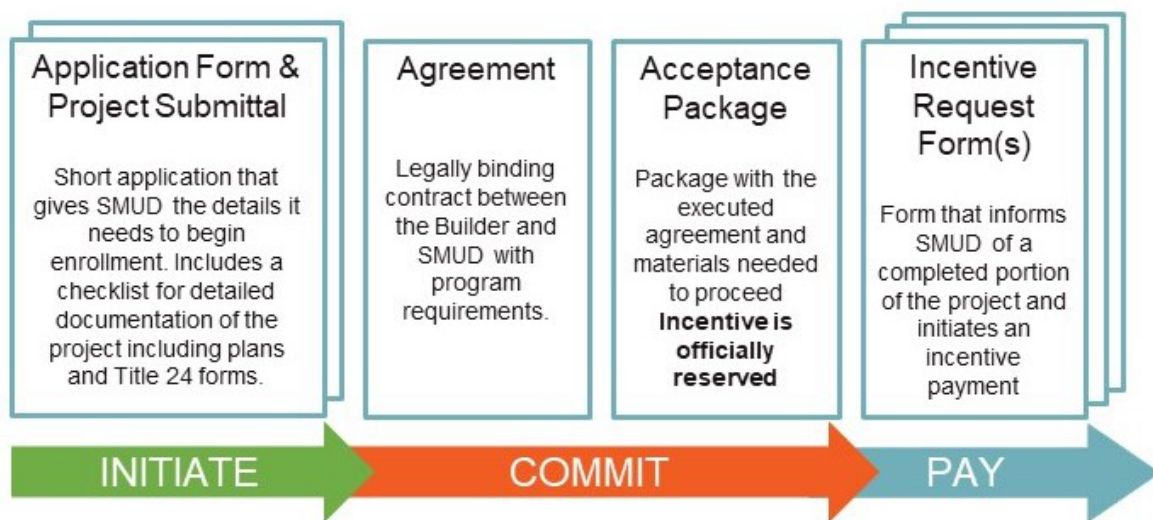 Application Form &
Project Submittal
Short application that
gives SMUD the details it
needs to begin
enrollment. Includes a
checklist for detailed
documentation of the
project including plans
and Title 24 forms.
Agreement
Legally binding
contract between
the Builder and
SMUD with
program
requirements.
Acceptance
Package
Package with the
executed
agreement and
materials needed
to proceed
Incentive is
officially
reserved
Incentive
Request
Form(s)
Form that informs
SMUD of a
completed portion
of the project and
initiates an
incentive
payment
INITIATE
COMMIT
PAY